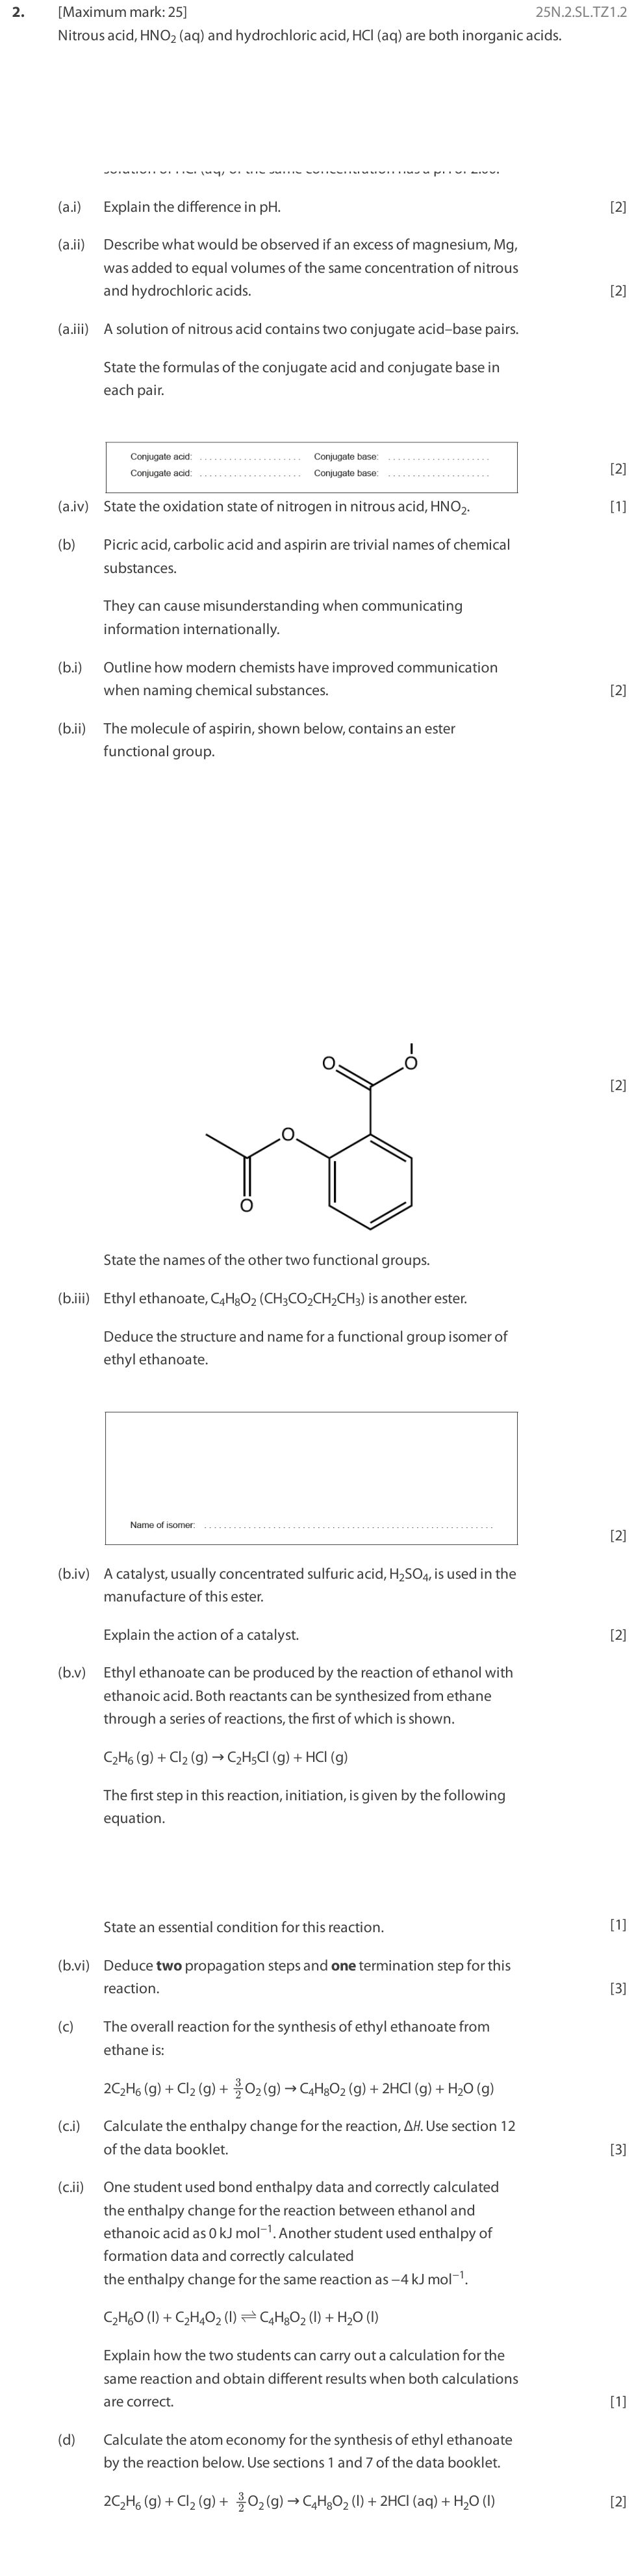 2. [Maximum mark: 25] 25N.2.SL.TZ1.2
Nitrous acid, HNO₂ (aq) and hydrochloric acid, HCl (aq) are both inorganic acids.
(a.i) Explain the difference in pH. [2]
(a.ii) Describe what would be observed if an excess of magnesium, Mg,
was added to equal volumes of the same concentration of nitrous
and hydrochloric acids. [2]
(a.iii) A solution of nitrous acid contains two conjugate acid–base pairs.
State the formulas of the conjugate acid and conjugate base in
each pair.
Conjugate acid: ..................... Conjugate base: .....................
Conjugate acid: ..................... Conjugate base: .....................
[2]
(a.iv) State the oxidation state of nitrogen in nitrous acid, HNO₂. [1]
(b) Picric acid, carbolic acid and aspirin are trivial names of chemical
substances.
They can cause misunderstanding when communicating
information internationally.
(b.i) Outline how modern chemists have improved communication
when naming chemical substances. [2]
(b.ii) The molecule of aspirin, shown below, contains an ester
functional group.
O
O
[2]
O
O
State the names of the other two functional groups.
(b.iii) Ethyl ethanoate, C₄H₈O₂ (CH₃CO₂CH₂CH₃) is another ester.
Deduce the structure and name for a functional group isomer of
ethyl ethanoate.
Name of isomer: ............................................................
[2]
(b.iv) A catalyst, usually concentrated sulfuric acid, H₂SO₄, is used in the
manufacture of this ester.
Explain the action of a catalyst. [2]
(b.v) Ethyl ethanoate can be produced by the reaction of ethanol with
ethanoic acid. Both reactants can be synthesized from ethane
through a series of reactions, the first of which is shown.
C₂H₆ (g) + Cl₂ (g) → C₂H₅Cl (g) + HCl (g)
The first step in this reaction, initiation, is given by the following
equation.
State an essential condition for this reaction. [1]
(b.vi) Deduce two propagation steps and one termination step for this
reaction. [3]
(c) The overall reaction for the synthesis of ethyl ethanoate from
ethane is:
2C₂H₆ (g) + Cl₂ (g) + 3/2 O₂ (g) → C₄H₈O₂ (g) + 2HCl (g) + H₂O (g)
(c.i) Calculate the enthalpy change for the reaction, ΔH. Use section 12
of the data booklet. [3]
(c.ii) One student used bond enthalpy data and correctly calculated
the enthalpy change for the reaction between ethanol and
ethanoic acid as 0 kJ mol⁻¹. Another student used enthalpy of
formation data and correctly calculated
the enthalpy change for the same reaction as −4 kJ mol⁻¹.
C₂H₆O (l) + C₂H₄O₂ (l) ⇌ C₄H₈O₂ (l) + H₂O (l)
Explain how the two students can carry out a calculation for the
same reaction and obtain different results when both calculations
are correct. [1]
(d) Calculate the atom economy for the synthesis of ethyl ethanoate
by the reaction below. Use sections 1 and 7 of the data booklet.
2C₂H₆ (g) + Cl₂ (g) + 3/2 O₂ (g) → C₄H₈O₂ (l) + 2HCl (aq) + H₂O (l) [2]